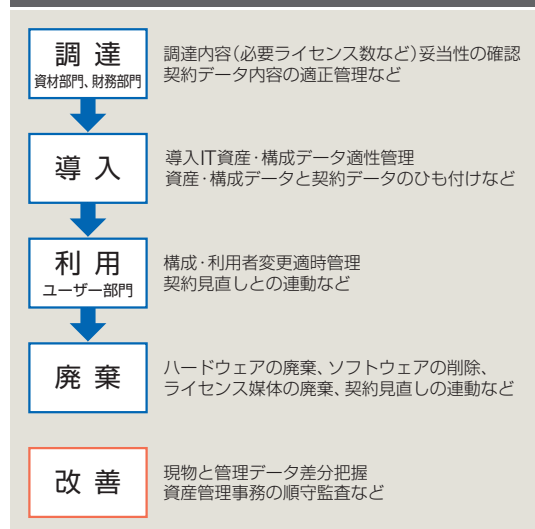 調達
資材部門、財務部門
調達内容(必要ライセンス数など)妥当性の確認
契約データ内容の適正管理など
導入
導入IT資産・構成データ適性管理
資産・構成データと契約データのひも付けなど
利用
ユーザー部門
構成・利用者変更適時管理
契約見直しとの連動など
廃棄
ハードウェアの廃棄、ソフトウェアの削除、
ライセンス媒体の廃棄、契約見直しの連動など
改善
現物と管理データ差分把握
資産管理事務の順守監査など